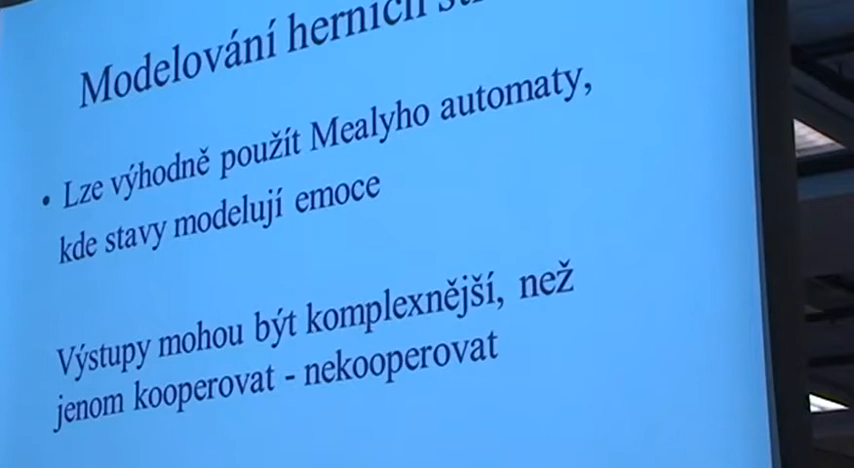 Modelování herních
• Lze výhodně použít Mealyho automaty,
kde stavy modelují emoce
Výstupy mohou být komplexnější, než
jenom kooperovat - nekooperovat